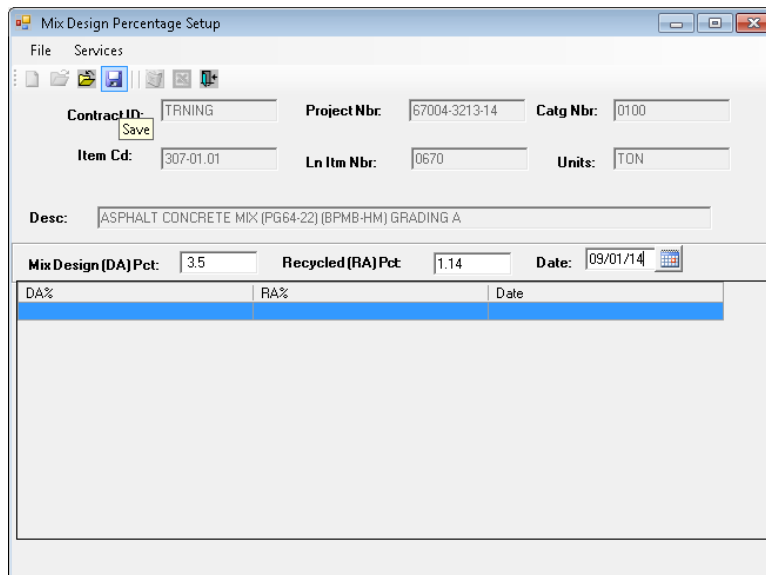 Mix Design Percentage Setup
File Services
Contract ID: TRNING Project Nbr: 67004-3213-14 Catg Nbr: 0100
Save
Item Cd: 307-01.01 Ln Itm Nbr: 0670 Units: TON
Desc: ASPHALT CONCRETE MIX (PG64-22) (BPMB-HM) GRADING A
Mix Design (DA) Pct: 3.5 Recycled (RA) Pct: 1.14 Date: 09/01/14
DA% RA% Date